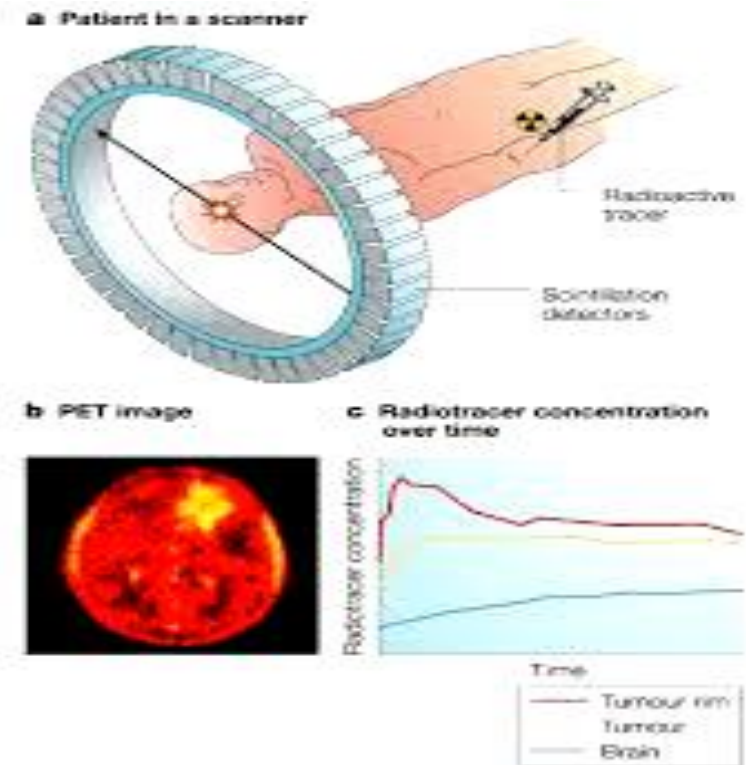 a Patient in a scanner
Radioactive
tracer
Scintillation
detectors
b PET image
c Radiotracer concentration
over time
Radiotracer concentration
Time
Tumour rim
Tumour
Brain